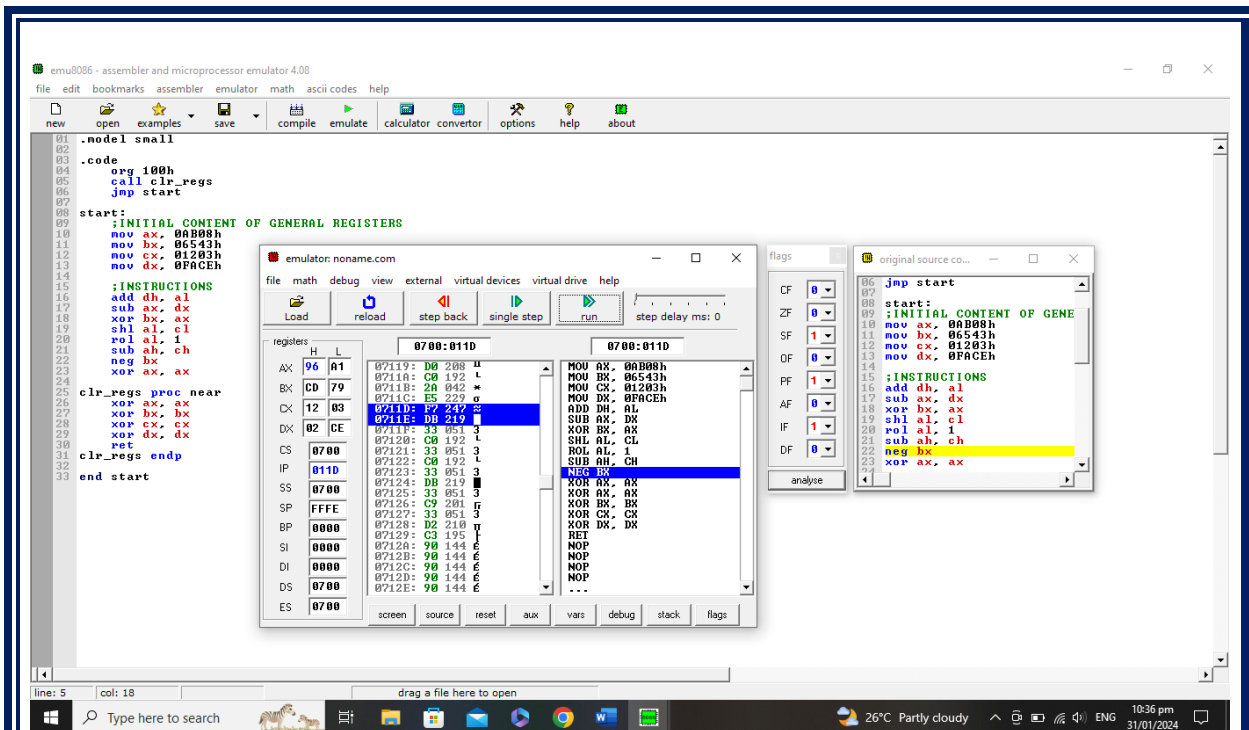 emu8086 - assembler and microprocessor emulator 4.08
file edit bookmarks assembler emulator math ascii codes help
new open examples save compile emulate calculator convertor options help about
01 .model small
02
03 .code
04 org 100h
05 call clr_regs
06 jmp start
07
08 start:
09 ;INITIAL CONTENT OF GENERAL REGISTERS
10 mov ax, 0AB08h
11 mov bx, 06543h
12 mov cx, 01203h
13 mov dx, 0FACEh
14
15 ;INSTRUCTIONS
16 add dh, al
17 sub ax, dx
18 xor bx, ax
19 shl al, cl
20 rol al, 1
21 sub ah, ch
22 neg bx
23 xor ax, ax
24
25 clr_regs proc near
26 xor ax, ax
27 xor bx, bx
28 xor cx, cx
29 xor dx, dx
30 ret
31 clr_regs endp
32
33 end start
emulator: noname.com
file math debug view external virtual devices virtual drive help
Load reload step back single step run step delay ms: 0
registers
H L
AX 96 A1
BX CD 79
CX 12 03
DX 02 CE
CS 0700
IP 011D
SS 0700
SP FFFE
BP 0000
SI 0000
DI 0000
DS 0700
ES 0700
0700:011D
07119: D0 208 ╨
0711A: C0 192 └
0711B: 2A 042 *
0711C: E5 229 σ
0711D: F7 247 ≈
0711E: DB 219 █
0711F: 33 051 3
07120: C0 192 └
07121: 33 051 3
07122: C0 192 └
07123: 33 051 3
07124: DB 219 █
07125: 33 051 3
07126: C9 201 ╔
07127: 33 051 3
07128: D2 210 ╥
07129: C3 195 ├
0712A: 90 144 É
0712B: 90 144 É
0712C: 90 144 É
0712D: 90 144 É
0712E: 90 144 É
0700:011D
MOV AX, 0AB08h
MOV BX, 06543h
MOV CX, 01203h
MOV DX, 0FACEh
ADD DH, AL
SUB AX, DX
XOR BX, AX
SHL AL, CL
ROL AL, 1
SUB AH, CH
NEG BX
XOR AX, AX
XOR AX, AX
XOR BX, BX
XOR CX, CX
XOR DX, DX
RET
NOP
NOP
NOP
NOP
...
screen source reset aux vars debug stack flags
flags
CF 0
ZF 0
SF 1
OF 0
PF 1
AF 0
IF 1
DF 0
analyse
original source co...
06 jmp start
07
08 start:
09 ;INITIAL CONTENT OF GENE
10 mov ax, 0AB08h
11 mov bx, 06543h
12 mov cx, 01203h
13 mov dx, 0FACEh
14
15 ;INSTRUCTIONS
16 add dh, al
17 sub ax, dx
18 xor bx, ax
19 shl al, cl
20 rol al, 1
21 sub ah, ch
22 neg bx
23 xor ax, ax
line: 5 col: 18 drag a file here to open
Type here to search
26°C Partly cloudy ENG 10:36 pm
31/01/2024